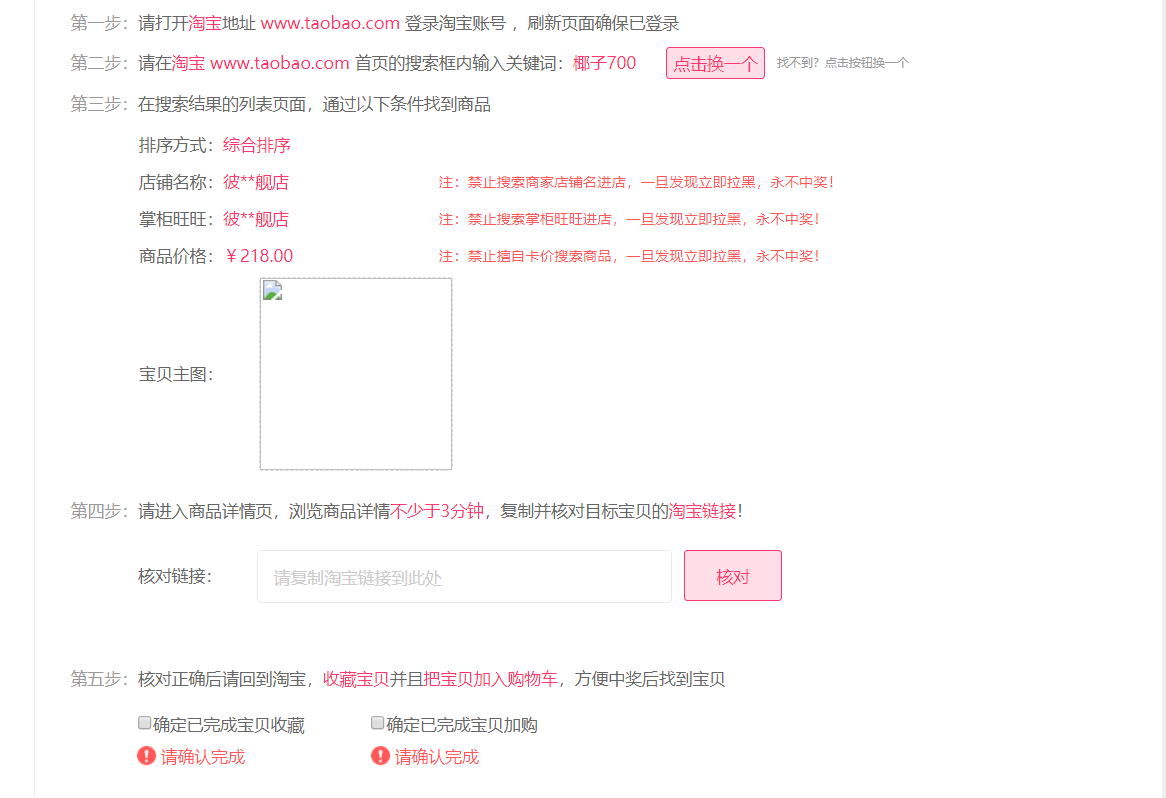 第一步：请打开淘宝地址 www.taobao.com 登录淘宝账号 ，刷新页面确保已登录
第二步：请在淘宝 www.taobao.com 首页的搜索框内输入关键词：椰子700 点击换一个 找不到？点击按钮换一个
第三步：在搜索结果的列表页面，通过以下条件找到商品
排序方式：综合排序
店铺名称：彼**舰店 注：禁止搜索商家店铺名进店，一旦发现立即拉黑，永不中奖！
掌柜旺旺：彼**舰店 注：禁止搜索掌柜旺旺进店，一旦发现立即拉黑，永不中奖！
商品价格：￥218.00 注：禁止擅自卡价搜索商品，一旦发现立即拉黑，永不中奖！
宝贝主图：
第四步：请进入商品详情页，浏览商品详情不少于3分钟，复制并核对目标宝贝的淘宝链接！
核对链接： 请复制淘宝链接到此处 核对
第五步：核对正确后请回到淘宝，收藏宝贝并且把宝贝加入购物车，方便中奖后找到宝贝
确定已完成宝贝收藏 确定已完成宝贝加购
请确认完成 请确认完成